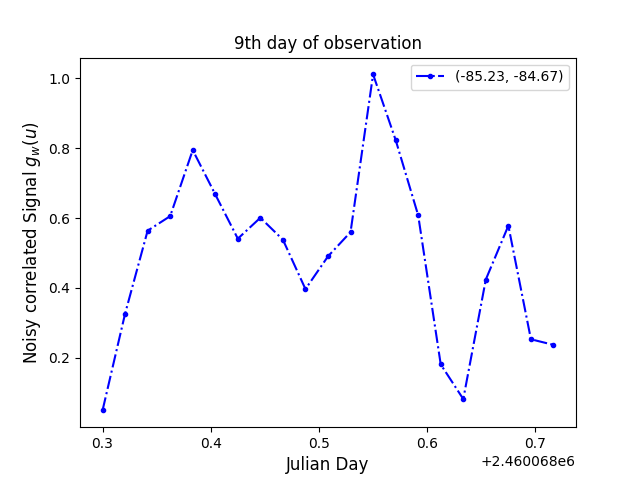 9th day of observation
(-85.23, -84.67)
Noisy correlated Signal g_w(u)
1.0
0.8
0.6
0.4
0.2
0.3 0.4 0.5 0.6 0.7
+2.460068e6
Julian Day